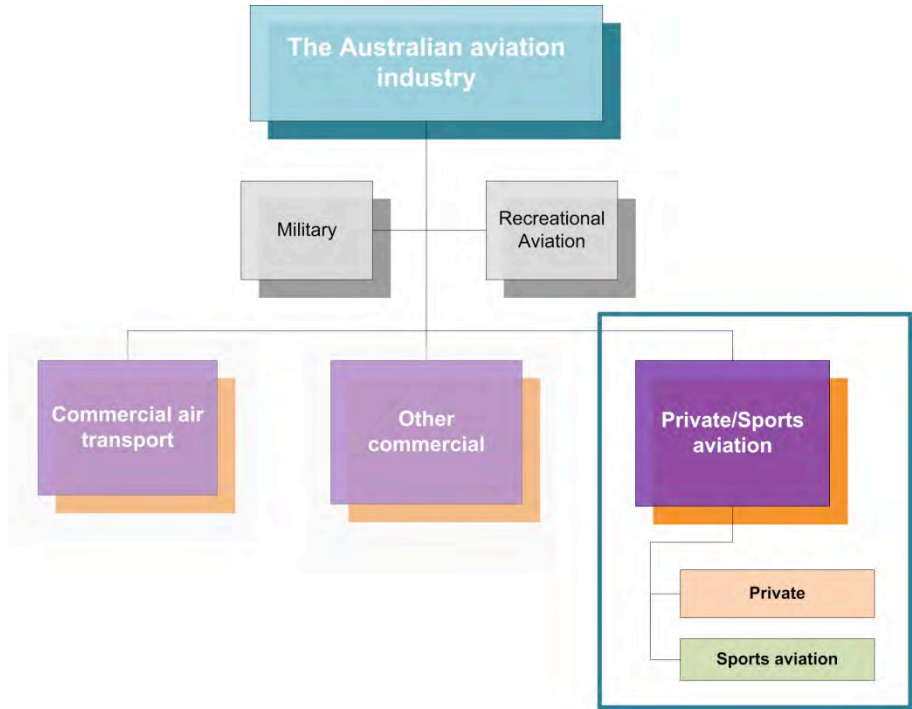 The Australian aviation
industry
Military
Recreational
Aviation
Commercial air
transport
Other
commercial
Private/Sports
aviation
Private
Sports aviation